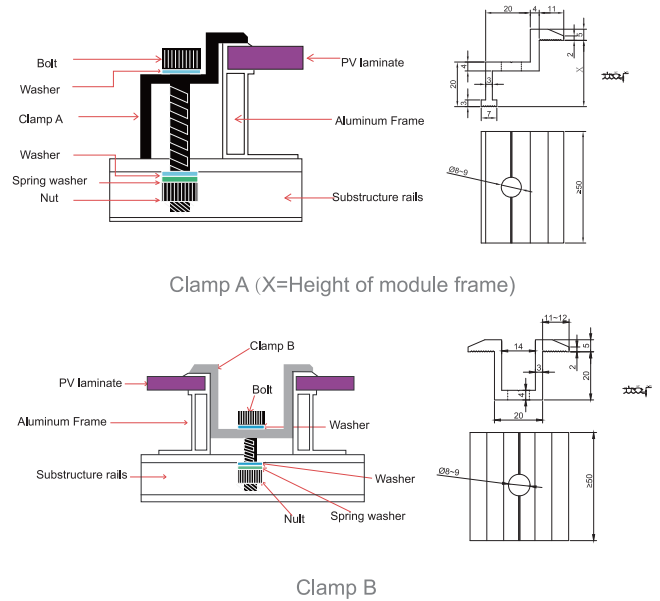 Bolt
Washer
Clamp A
Washer
Spring washer
Nut
PV laminate
Aluminum Frame
Substructure rails
20
4
11
5
2
X
4
20
3
3
7
Ø8~9
≥50
Clamp A (X=Height of module frame)
Clamp B
PV laminate
Bolt
Aluminum Frame
Washer
Substructure rails
Washer
Spring washer
Nult
11~12
14
5
2
3
20
4
20
Ø8~9
≥50
Clamp B